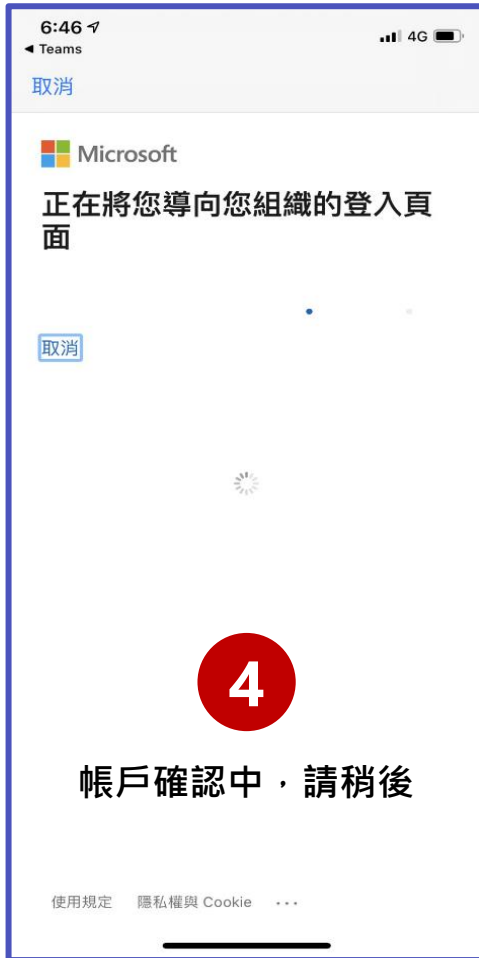 6:46
4G
◀ Teams
取消
Microsoft
正在將您導向您組織的登入頁
面
取消
4
帳戶確認中，請稍後
使用規定 隱私權與 Cookie ···